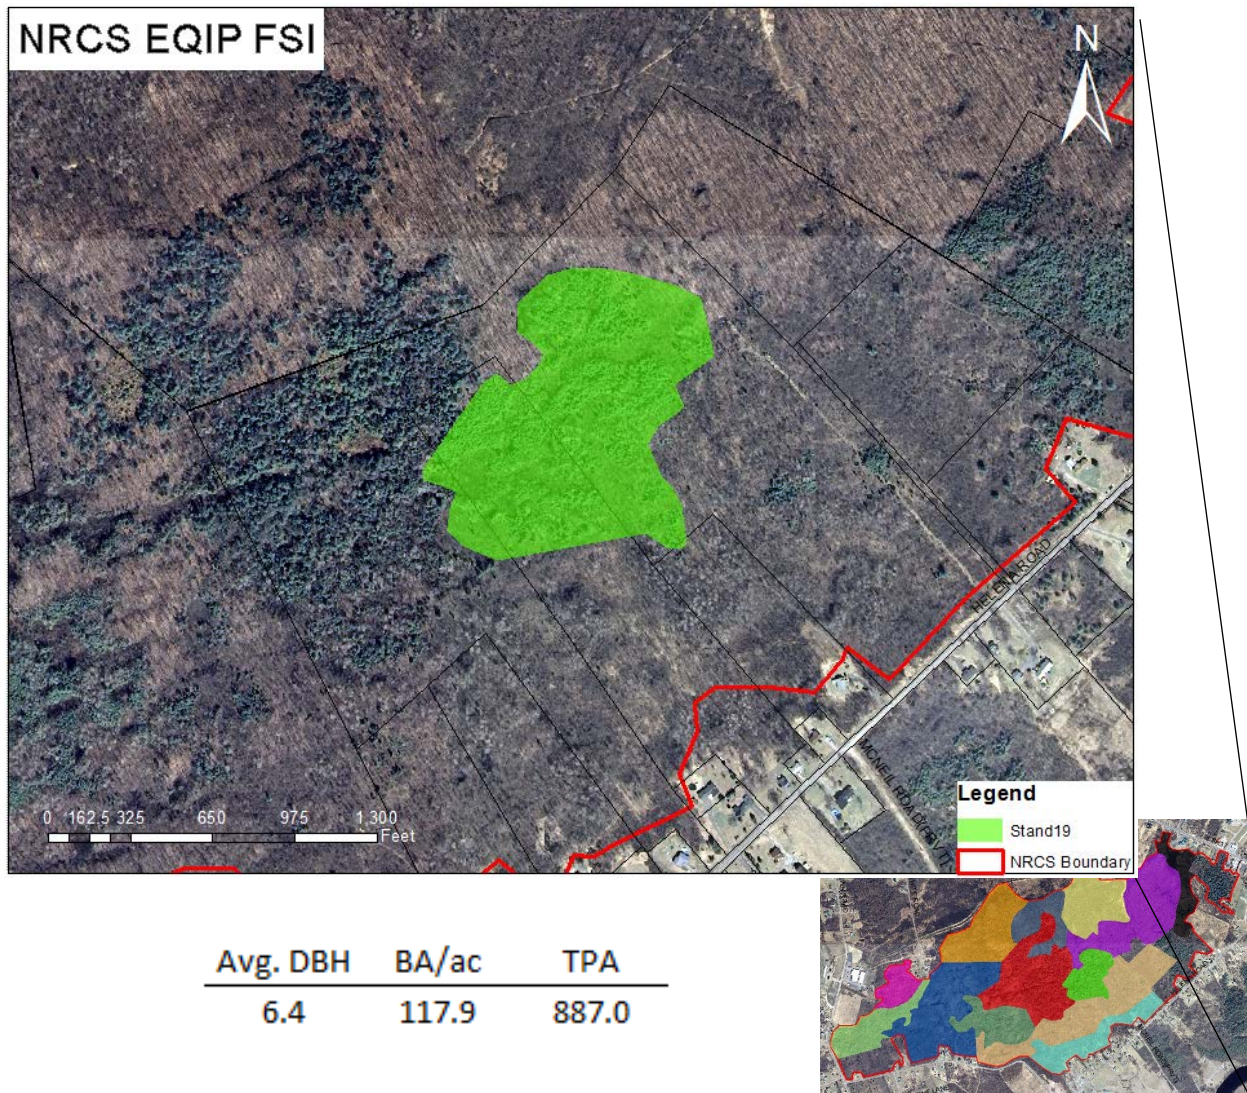 NRCS EQIP FSI
N
HELENA ROAD
0 162.5 325 650 975 1,300
Feet
Legend
Stand19
NRCS Boundary
Avg. DBH BA/ac TPA
6.4 117.9 887.0